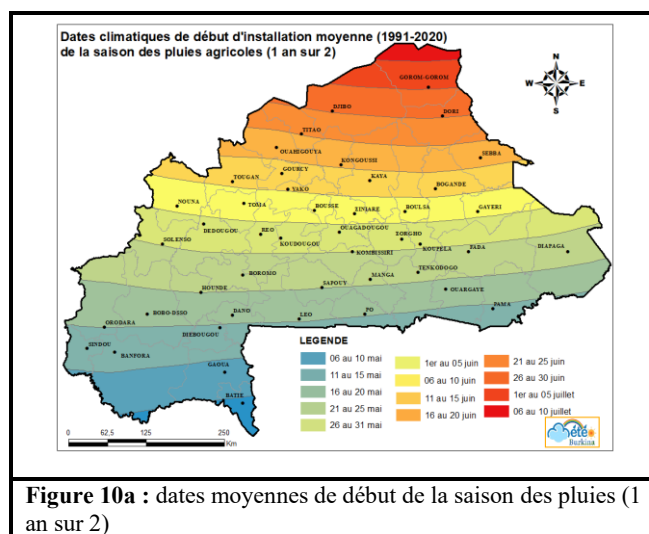 Dates climatiques de début d'installation moyenne (1991-2020)
de la saison des pluies agricoles (1 an sur 2)
N
W E
S
GOROM-GOROM
DJIBO
DORI
TITAO
OUAHIGOUYA
KONGOUSSI
SEBBA
GOURCY
TOUGAN
KAYA
YAKO
BOGANDE
NOUNA
TOMA
BOUSSE
ZINIARE
BOULSA
GAYERI
DEDOUGOU
REO
OUAGADOUGOU
SOLENSO
KOUDOUGOU
ZORGHO
KOUPELA
KOMBISSIRI
FADA
DIAPAGA
BOROMO
MANGA
TENKODOGO
HOUNDE
SAPOUY
OUARGAYE
BOBO-DSSO
DANO
LEO
PO
PAMA
ORODARA
DIEBOUGOU
SINDOU
BANFORA
GAOUA
BATIE
LEGENDE
06 au 10 mai
11 au 15 mai
16 au 20 mai
21 au 25 mai
26 au 31 mai
1er au 05 juin
06 au 10 juin
11 au 15 juin
16 au 20 juin
21 au 25 juin
26 au 30 juin
1er au 05 juillet
06 au 10 juillet
0 62,5 125 250
Km
météo
Burkina
Figure 10a : dates moyennes de début de la saison des pluies (1
an sur 2)